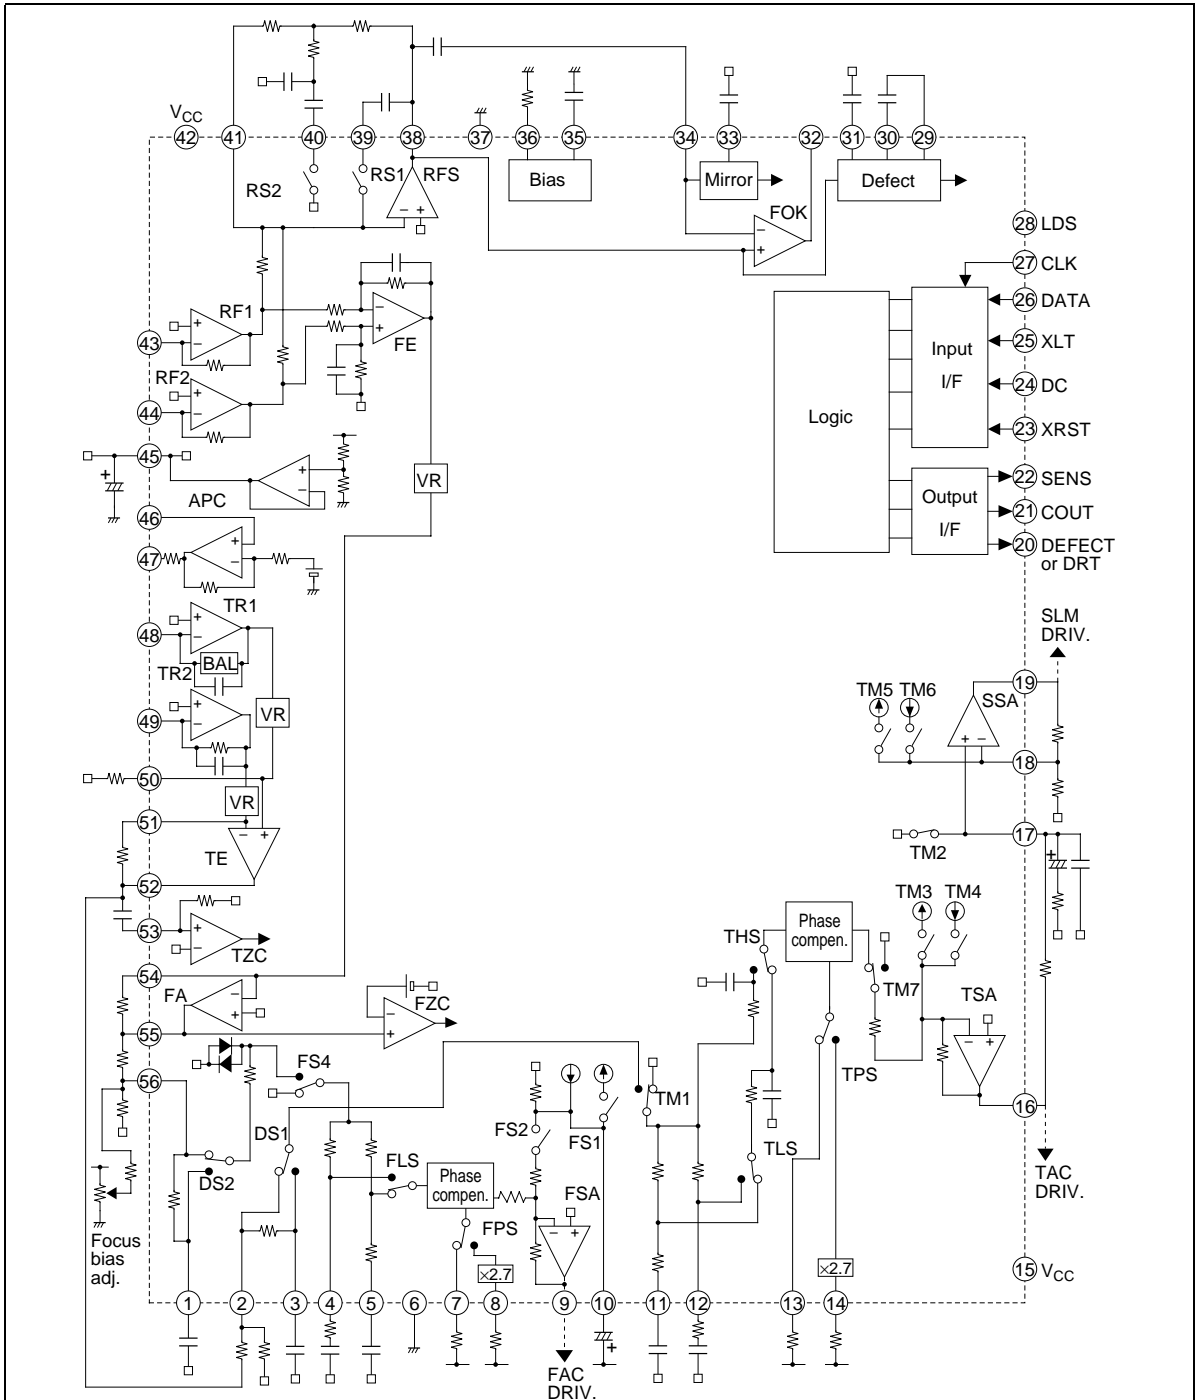 V_CC
42 41 40 39 38 37 36 35 34 33 32 31 30 29
RS2
RS1
RFS
Bias
Mirror
Defect
FOK
28 LDS
27 CLK
26 DATA
25 XLT
24 DC
23 XRST
22 SENS
21 COUT
20 DEFECT
or DRT
Logic
Input
I/F
Output
I/F
+
−
43
RF1
FE
44
RF2
45
+
APC
VR
46
47
48
TR1
TR2
BAL
49
VR
50
VR
51
TE
52
53
TZC
54
FA
FZC
55
56
FS4
DS1
DS2
Focus
bias
adj.
FLS
Phase
compen.
FPS
×2.7
FS2
FS1
FSA
TM1
THS
Phase
compen.
TLS
TPS
TM7
×2.7
TM3 TM4
TSA
TM5 TM6
SSA
SLM
DRIV.
19
18
17
TM2
+
16
TAC
DRIV.
15 V_CC
1 2 3 4 5 6 7 8 9 10 11 12 13 14
+
FAC
DRIV.